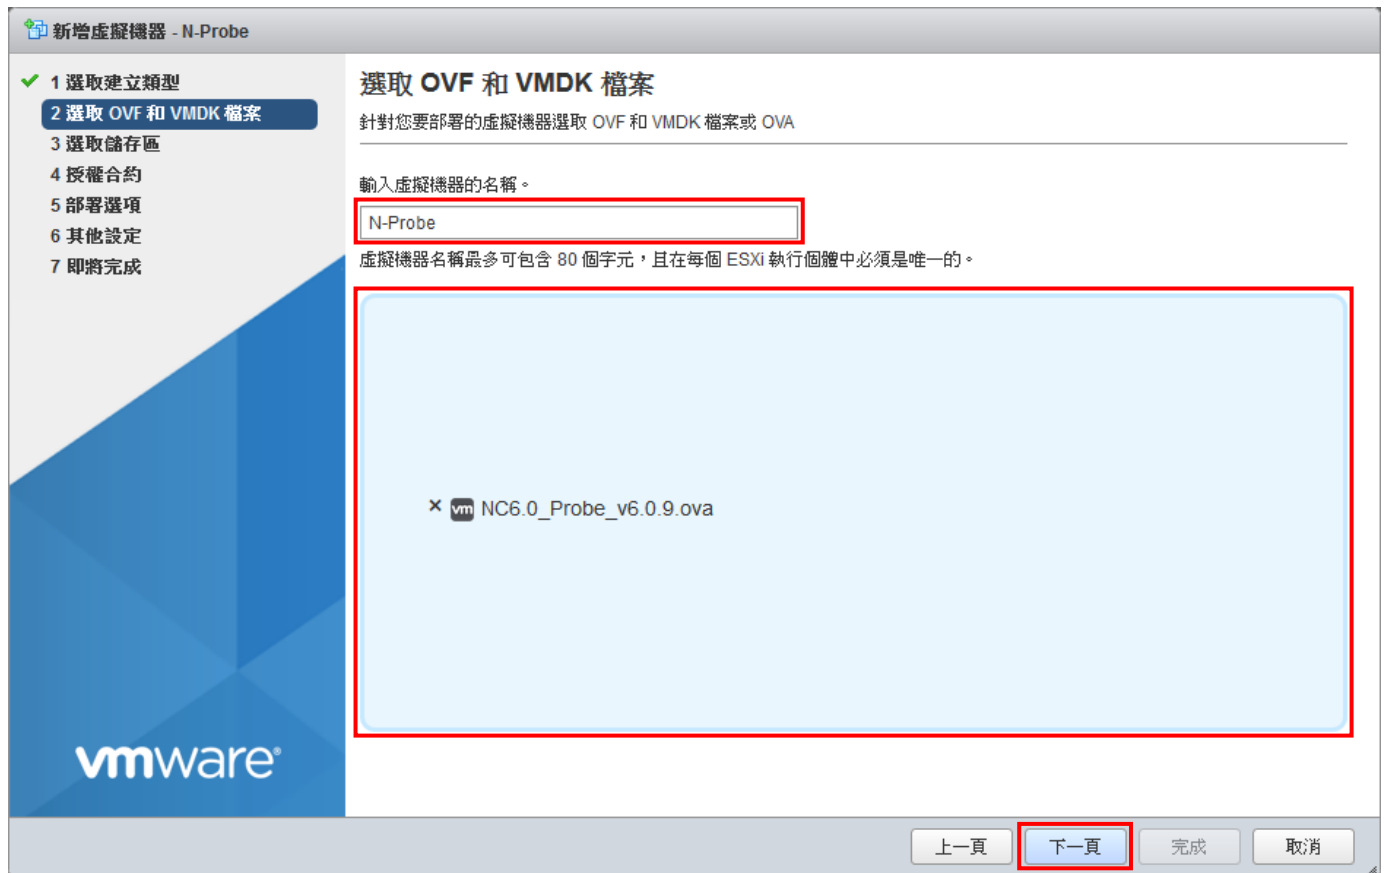 新增虛擬機器 - N-Probe
1 選取建立類型
2 選取 OVF 和 VMDK 檔案
3 選取儲存區
4 授權合約
5 部署選項
6 其他設定
7 即將完成
vmware®
選取 OVF 和 VMDK 檔案
針對您要部署的虛擬機器選取 OVF 和 VMDK 檔案或 OVA
輸入虛擬機器的名稱。
N-Probe
虛擬機器名稱最多可包含 80 個字元，且在每個 ESXi 執行個體中必須是唯一的。
vm NC6.0_Probe_v6.0.9.ova
上一頁
下一頁
完成
取消